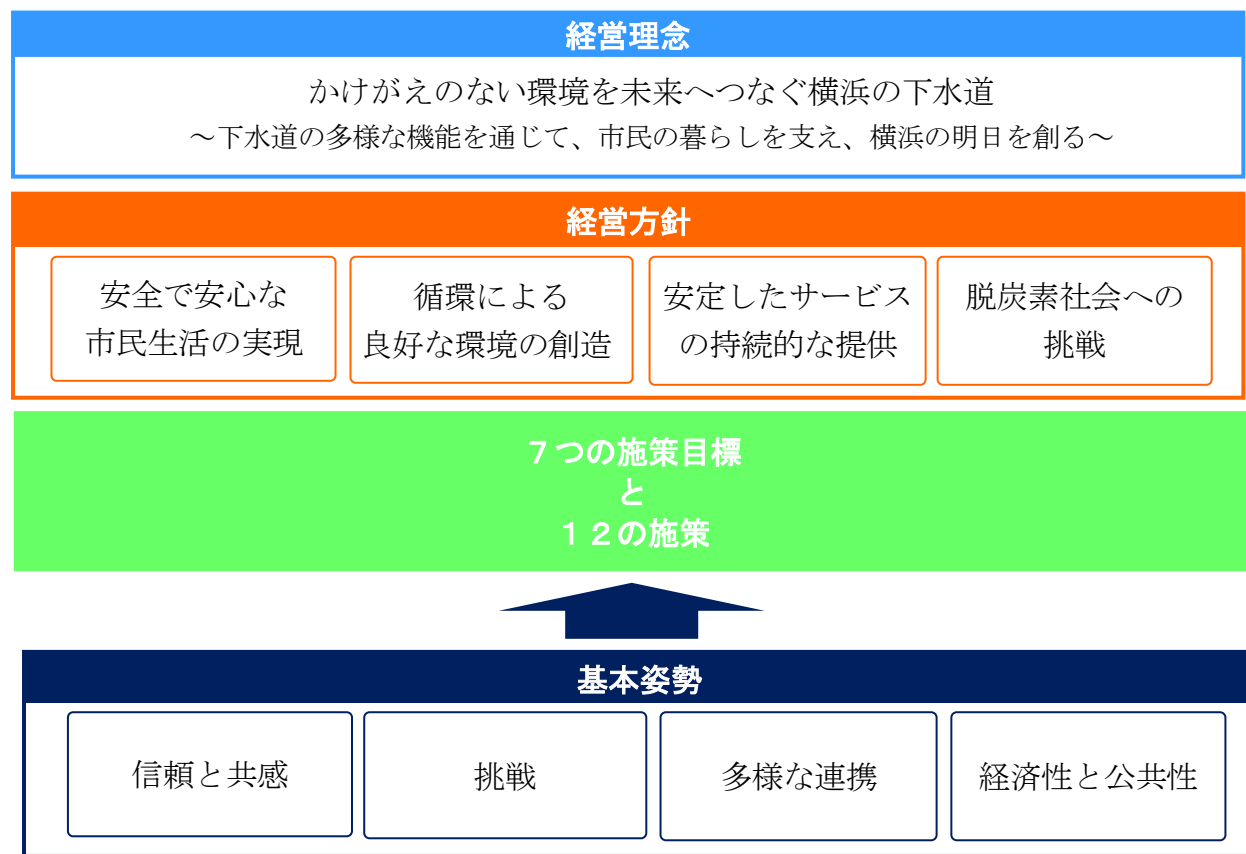 経営理念
かけがえのない環境を未来へつなぐ横浜の下水道
～下水道の多様な機能を通じて、市民の暮らしを支え、横浜の明日を創る～
経営方針
安全で安心な
市民生活の実現
循環による
良好な環境の創造
安定したサービス
の持続的な提供
脱炭素社会への
挑戦
７つの施策目標
と
１２の施策
基本姿勢
信頼と共感
挑戦
多様な連携
経済性と公共性